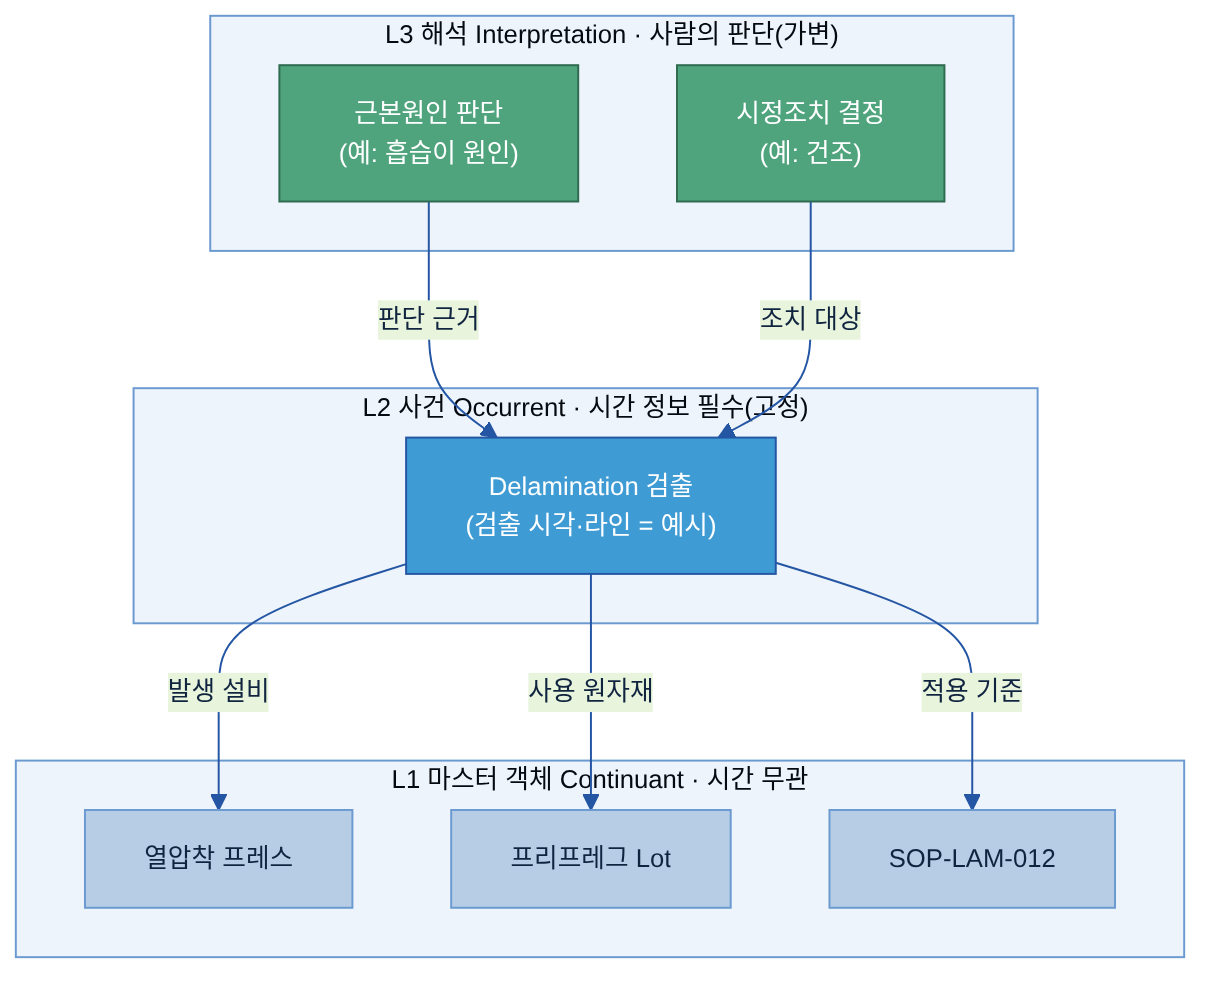 L3 해석 Interpretation · 사람의 판단(가변)
근본원인 판단
(예: 흡습이 원인)
시정조치 결정
(예: 건조)
판단 근거
조치 대상
L2 사건 Occurrent · 시간 정보 필수(고정)
Delamination 검출
(검출 시각·라인 = 예시)
발생 설비
사용 원자재
적용 기준
L1 마스터 객체 Continuant · 시간 무관
열압착 프레스
프리프레그 Lot
SOP-LAM-012